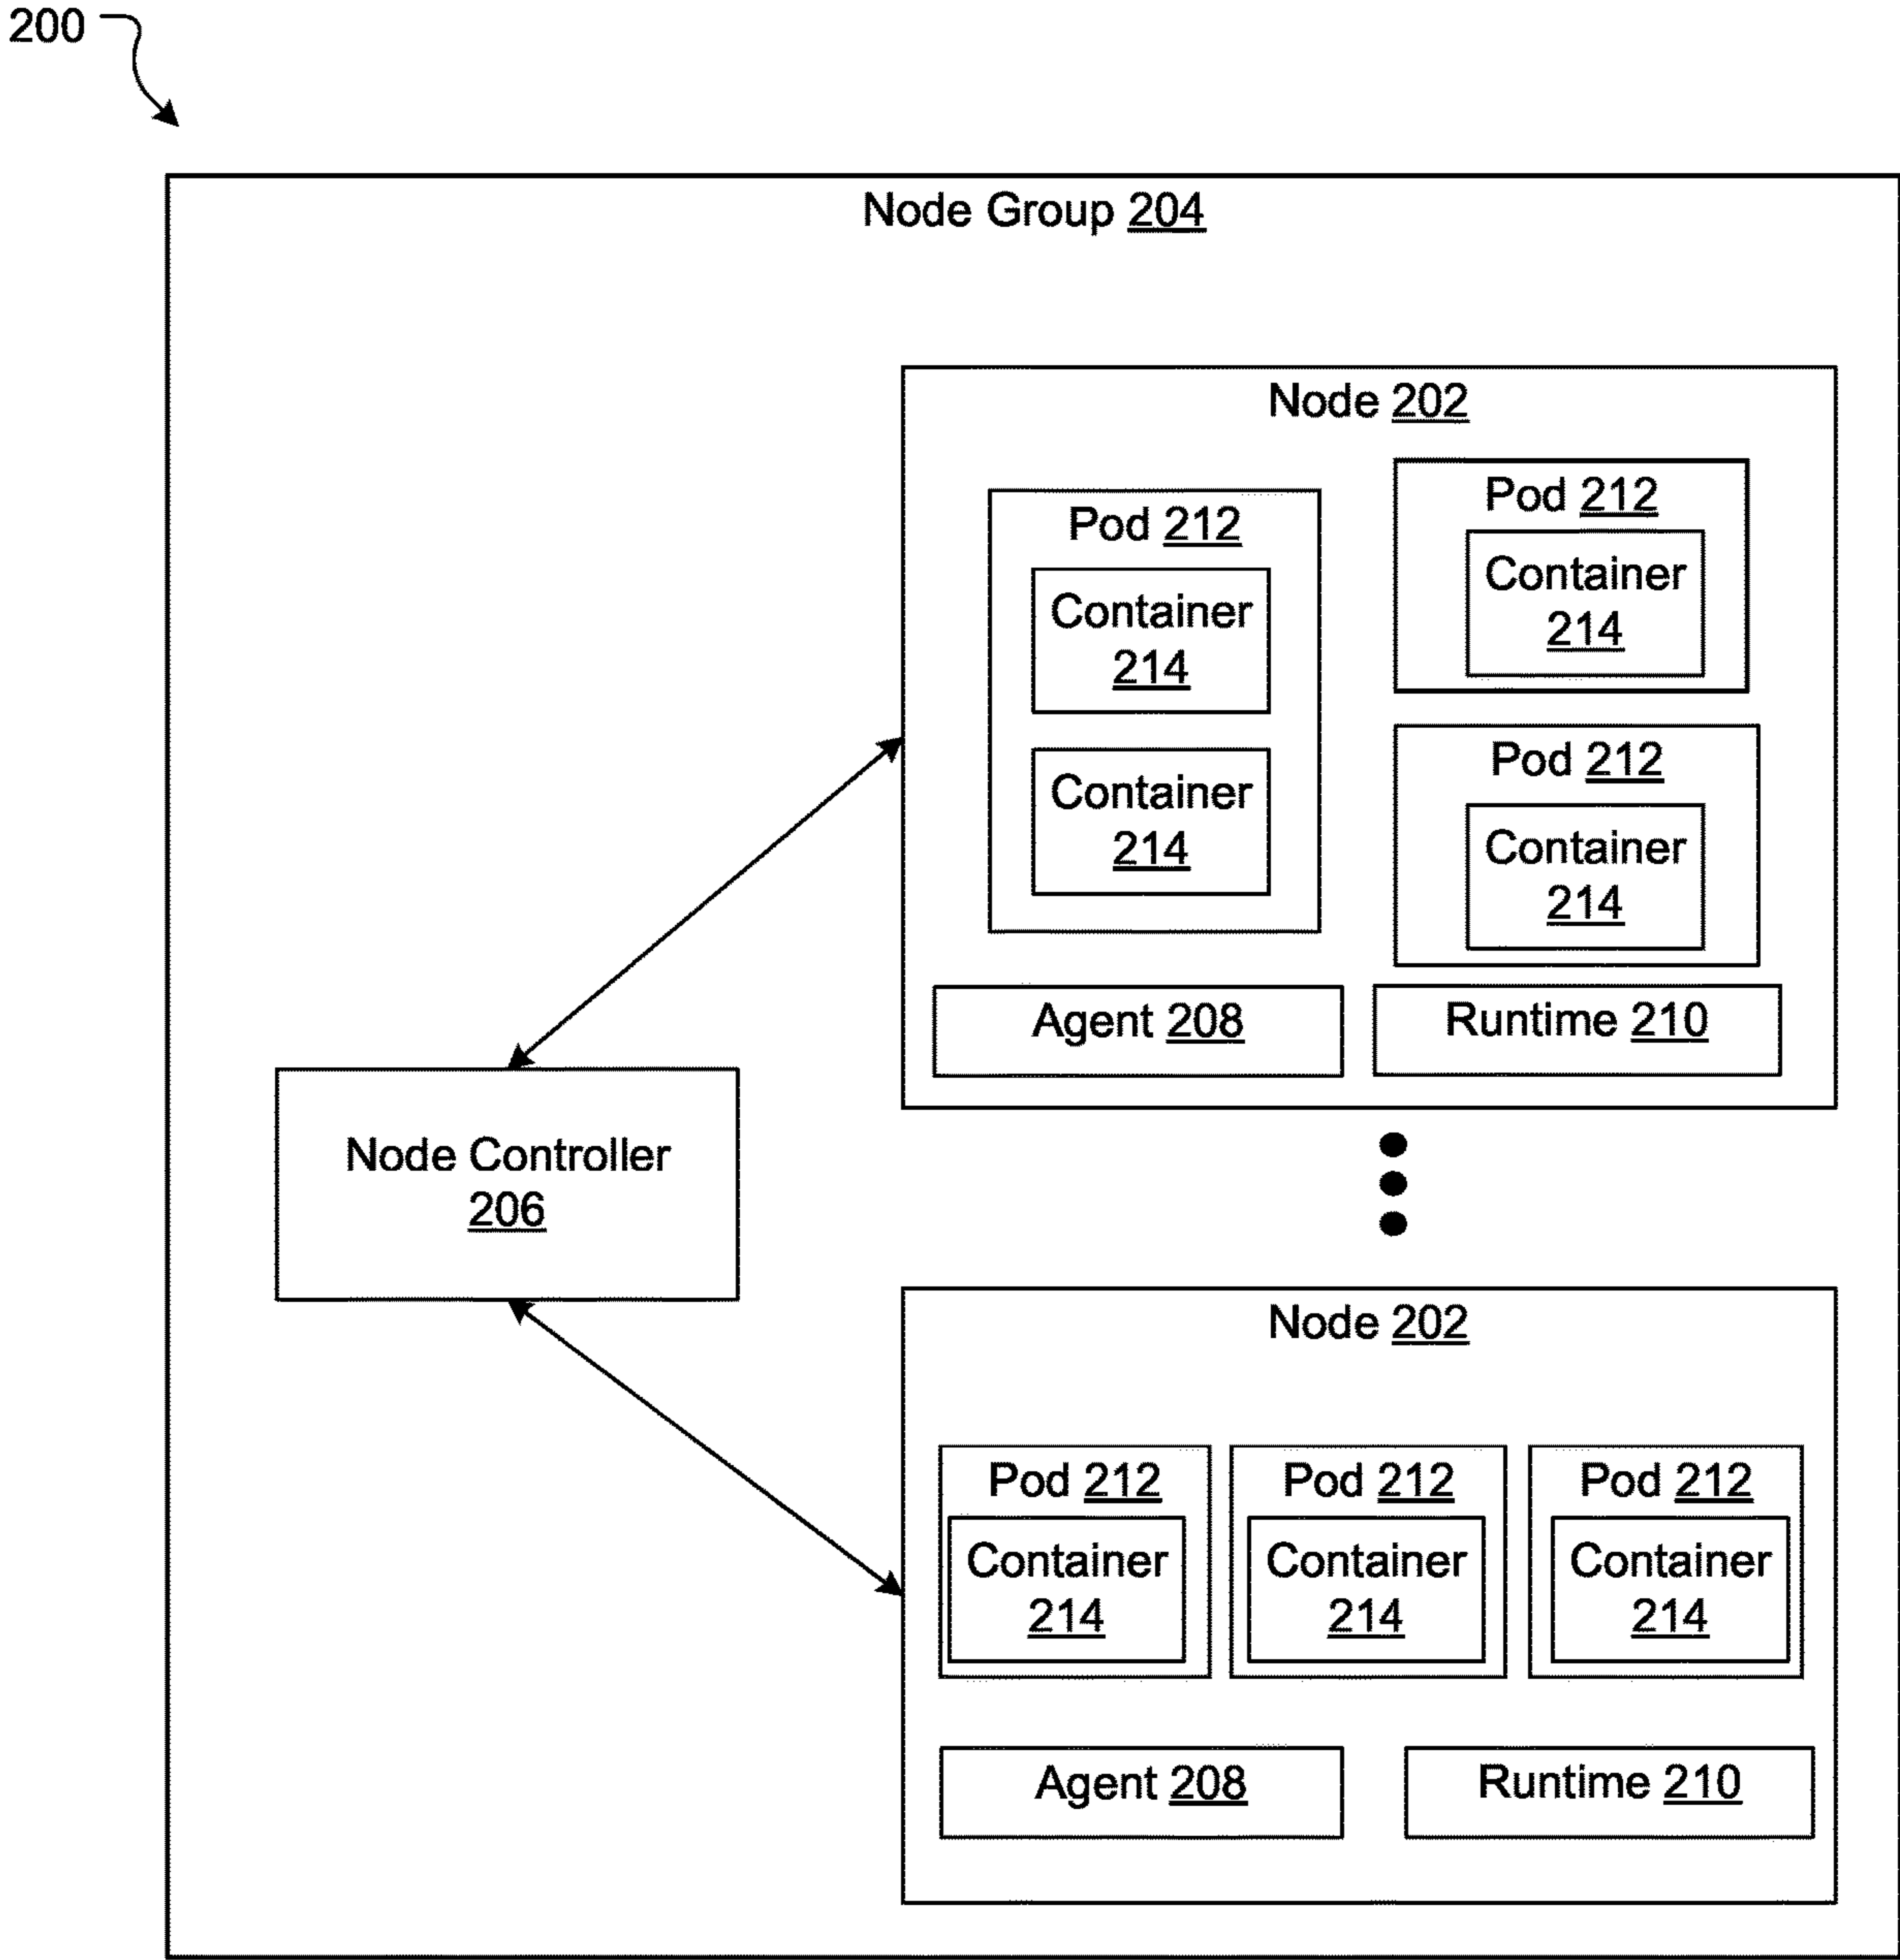 200
Node Group 204
Node 202
Pod 212
Container
214
Container
214
Pod 212
Container
214
Pod 212
Container
214
Agent 208
Runtime 210
Node Controller
206
Node 202
Pod 212
Container
214
Pod 212
Container
214
Pod 212
Container
214
Agent 208
Runtime 210